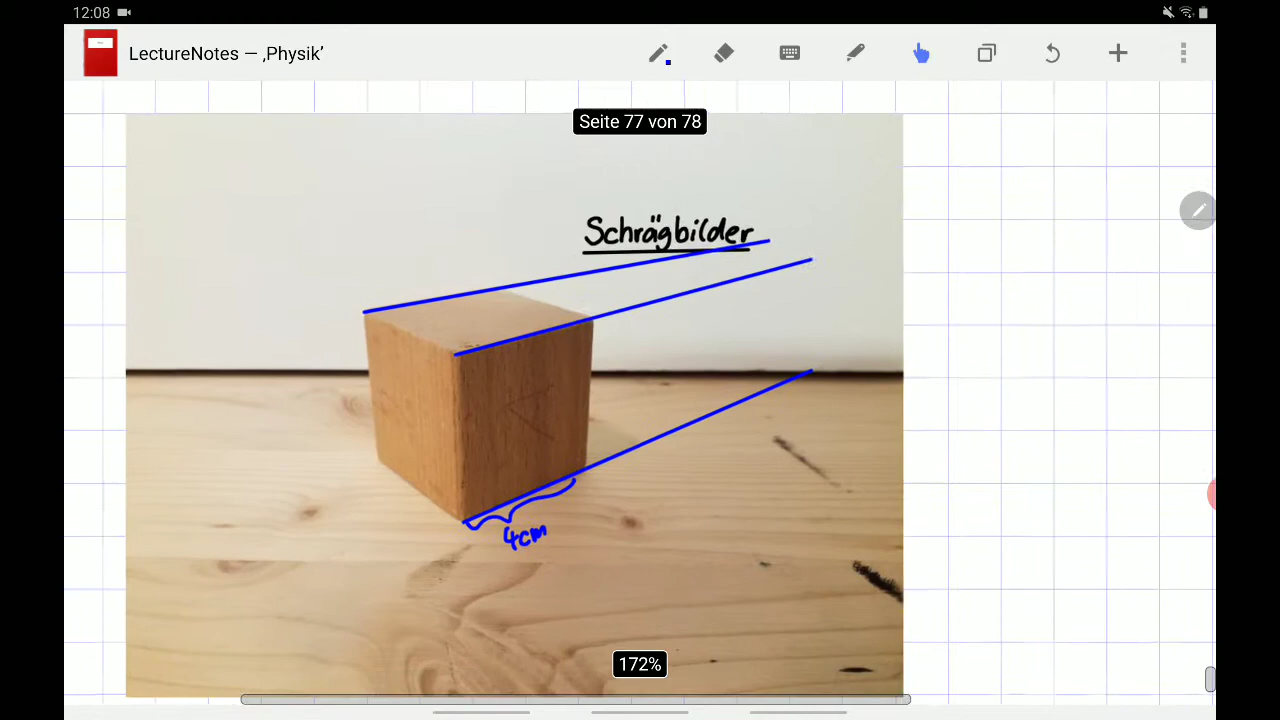 12:08
LectureNotes — ‚Physik’
Seite 77 von 78
Schrägbilder
4cm
172%